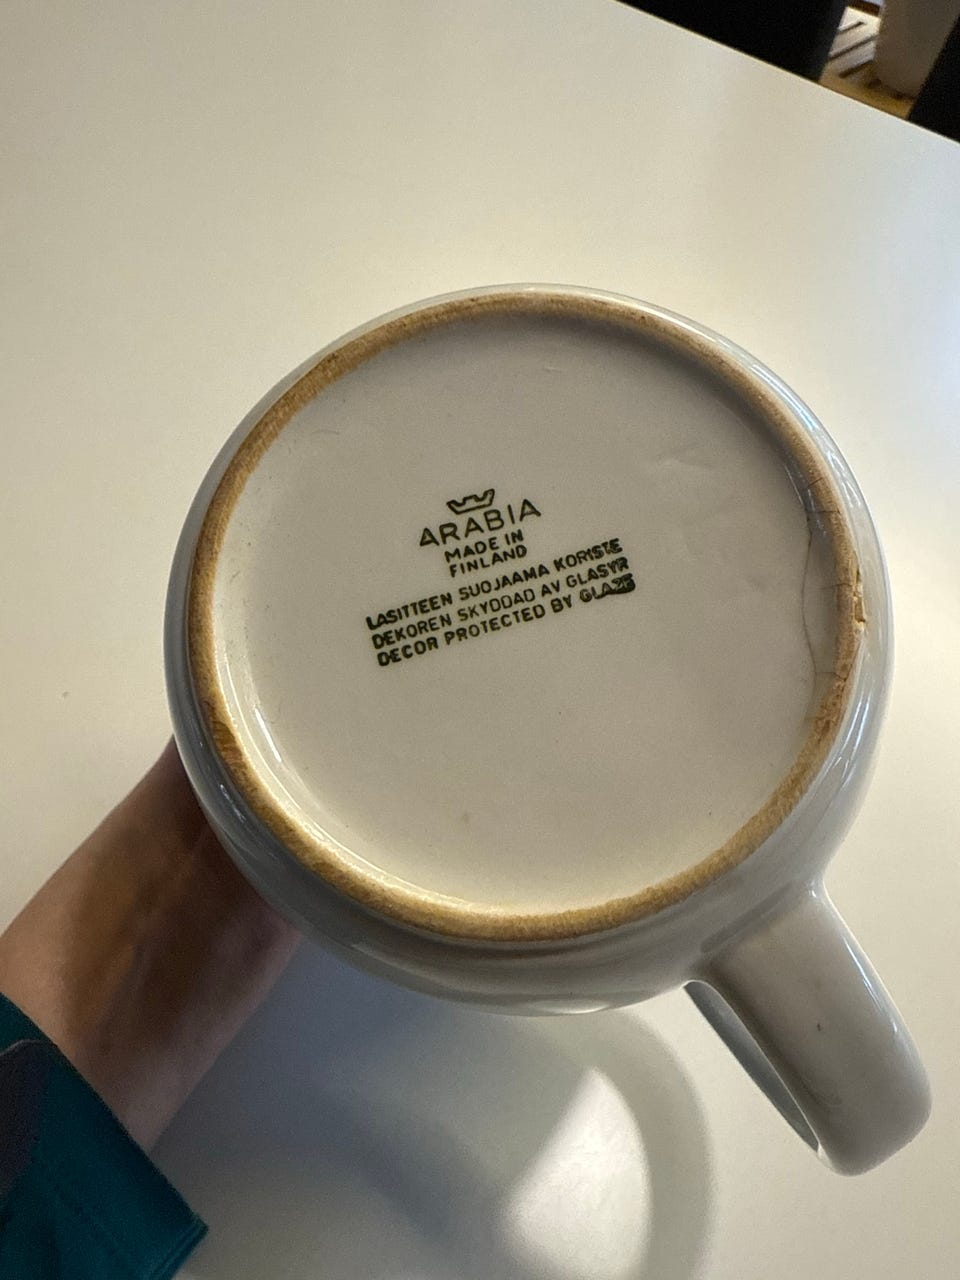 ARABIA
MADE IN
FINLAND
LASITTEEN SUOJAAMA KORISTE
DEKOREN SKYDDAD AV GLASYR
DECOR PROTECTED BY GLAZE